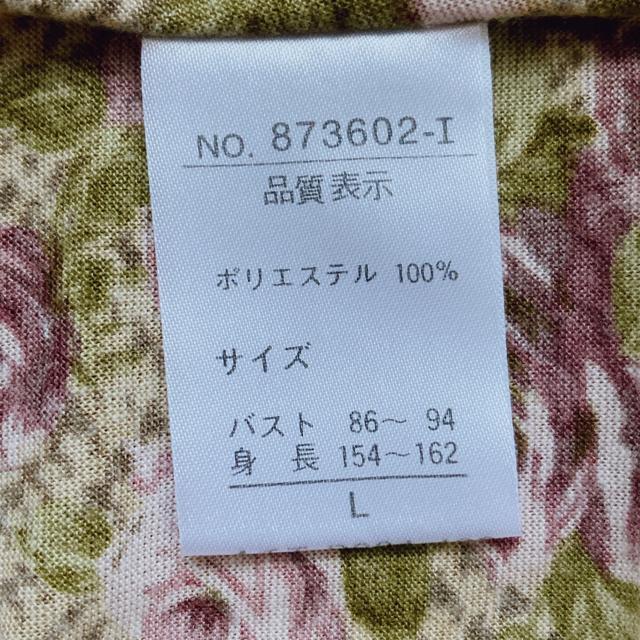 NO. 873602-I
品質表示
ポリエステル 100%
サイズ
バスト 86～ 94
身 長 154～162
L